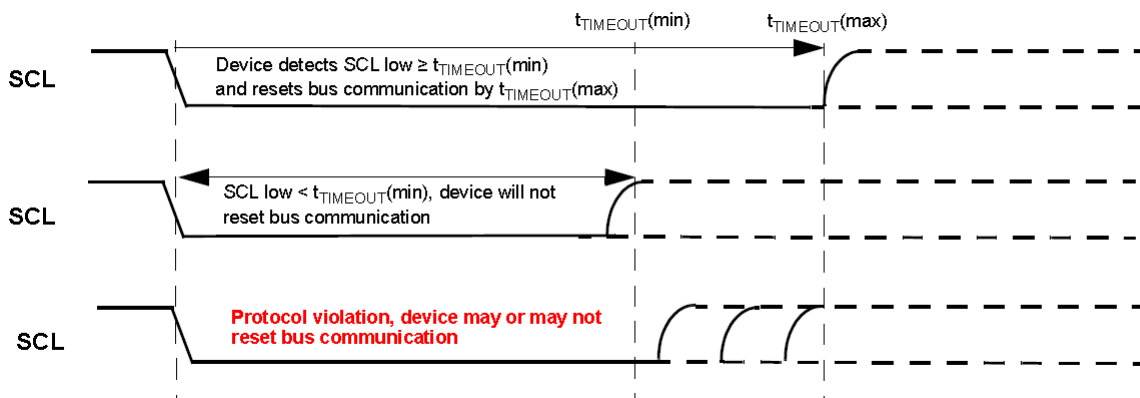 tTIMEOUT(min)
tTIMEOUT(max)
SCL
Device detects SCL low ≥ tTIMEOUT(min)
and resets bus communication by tTIMEOUT(max)
SCL
SCL low < tTIMEOUT(min), device will not
reset bus communication
SCL
Protocol violation, device may or may not
reset bus communication